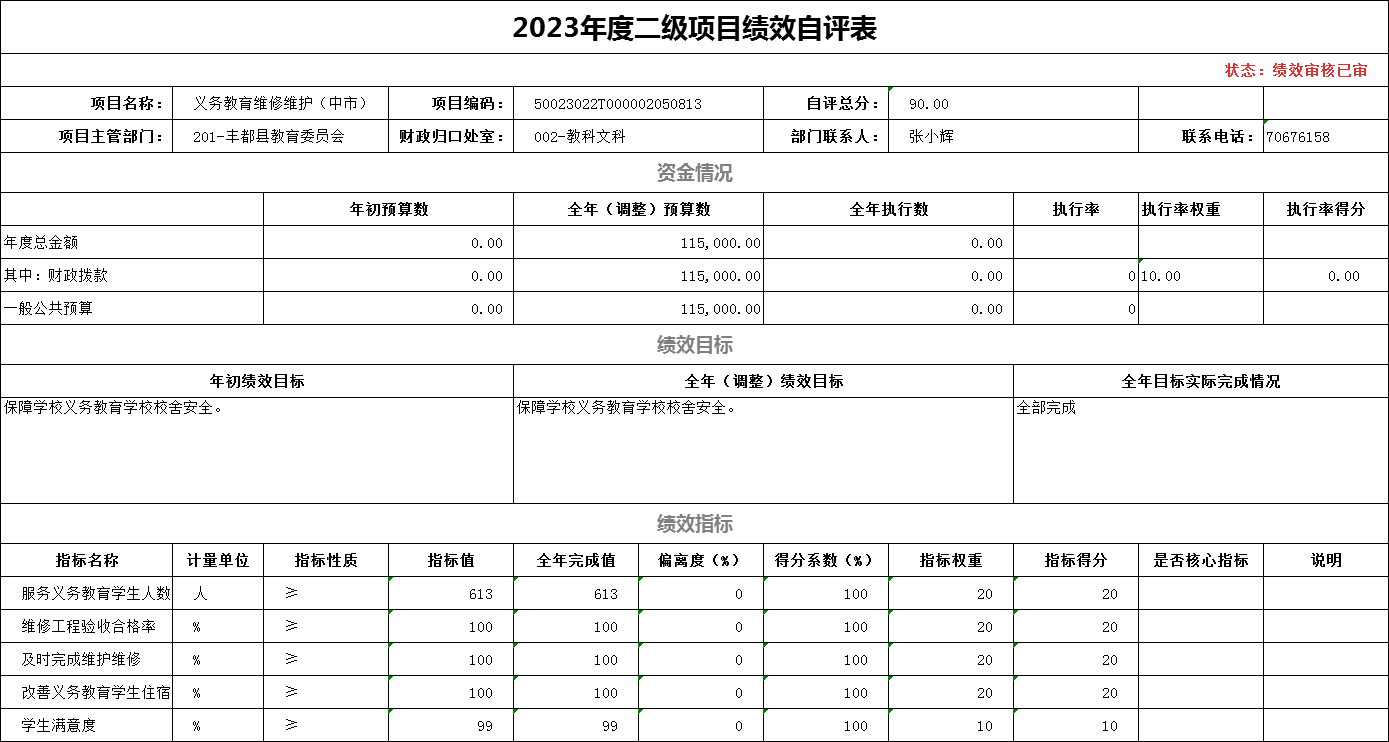 2023年度二级项目绩效自评表
状态：绩效审核已审
项目名称： 义务教育维修维护（中市） 项目编码： 50023022T000002050813 自评总分： 90.00
项目主管部门： 201-丰都县教育委员会 财政归口处室： 002-教科文科 部门联系人： 张小辉 联系电话： 70676158
资金情况
年初预算数 全年（调整）预算数 全年执行数 执行率 执行率权重 执行率得分
年度总金额 0.00 115,000.00 0.00
其中：财政拨款 0.00 115,000.00 0.00 0 10.00 0.00
一般公共预算 0.00 115,000.00 0.00 0
绩效目标
年初绩效目标 全年（调整）绩效目标 全年目标实际完成情况
保障学校义务教育学校校舍安全。 保障学校义务教育学校校舍安全。 全部完成
绩效指标
指标名称 计量单位 指标性质 指标值 全年完成值 偏离度（%） 得分系数（%） 指标权重 指标得分 是否核心指标 说明
服务义务教育学生人数 人 ≥ 613 613 0 100 20 20
维修工程验收合格率 % ≥ 100 100 0 100 20 20
及时完成维护维修 % ≥ 100 100 0 100 20 20
改善义务教育学生住宿 % ≥ 100 100 0 100 20 20
学生满意度 % ≥ 99 99 0 100 10 10